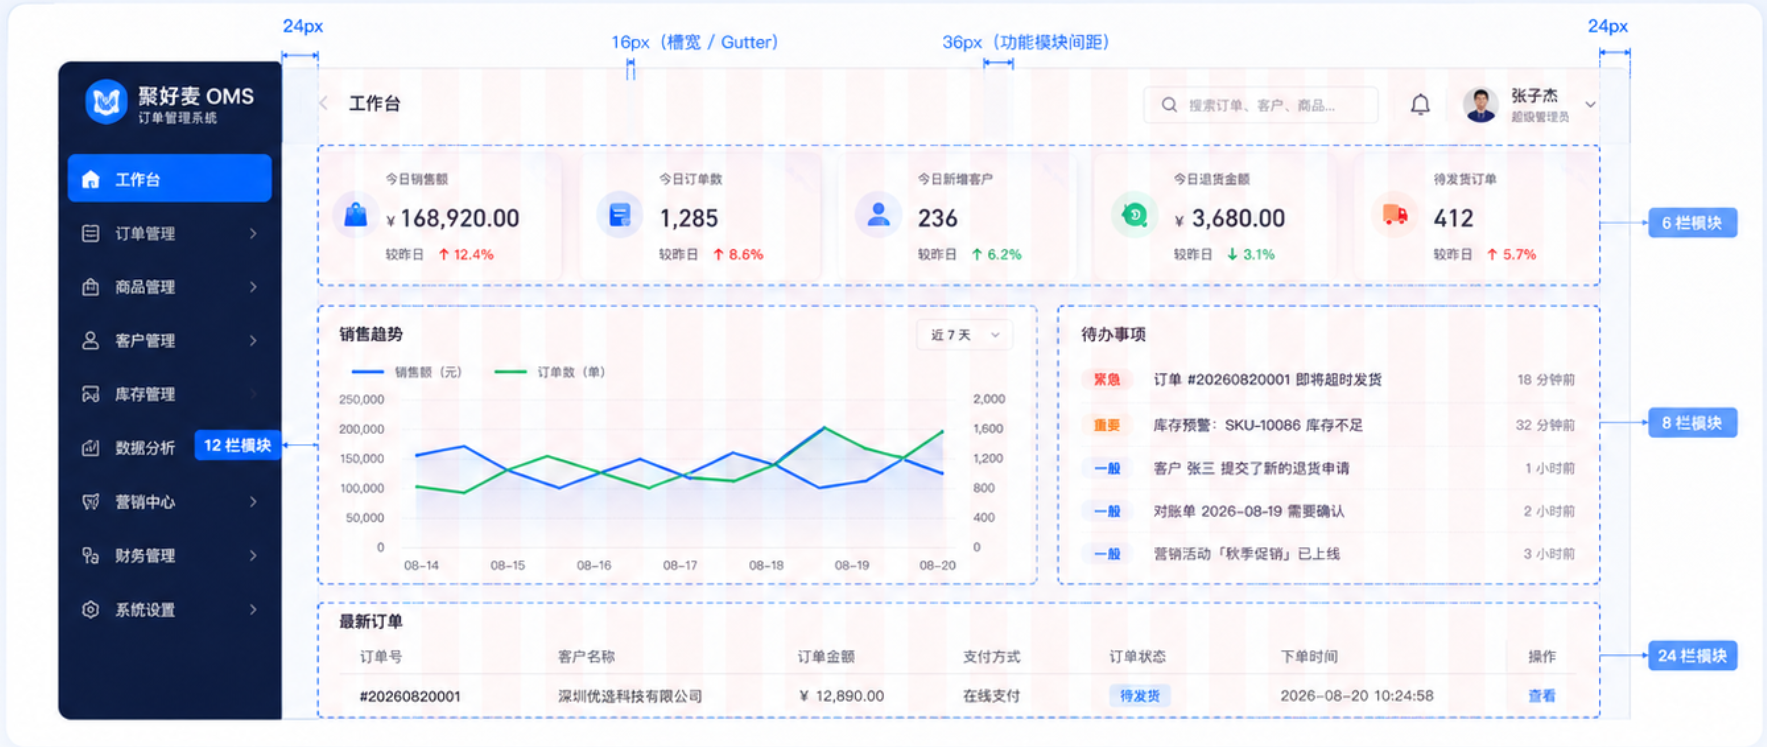 24px
16px（槽宽 / Gutter）
36px（功能模块间距）
24px
聚好麦 OMS
订单管理系统
工作台
订单管理
商品管理
客户管理
库存管理
数据分析
营销中心
财务管理
系统设置
工作台
搜索订单、客户、商品...
张子杰
超级管理员
今日销售额
¥ 168,920.00
较昨日 ↑ 12.4%
今日订单数
1,285
较昨日 ↑ 8.6%
今日新增客户
236
较昨日 ↑ 6.2%
今日退货金额
¥ 3,680.00
较昨日 ↓ 3.1%
待发货订单
412
较昨日 ↑ 5.7%
6 栏模块
12 栏模块
销售趋势
近 7 天
销售额（元）
订单数（单）
250,000
200,000
150,000
100,000
50,000
0
2,000
1,600
1,200
800
400
0
08-14 08-15 08-16 08-17 08-18 08-19 08-20
待办事项
紧急 订单 #20260820001 即将超时发货 18 分钟前
重要 库存预警：SKU-10086 库存不足 32 分钟前
一般 客户 张三 提交了新的退货申请 1 小时前
一般 对账单 2026-08-19 需要确认 2 小时前
一般 营销活动「秋季促销」已上线 3 小时前
8 栏模块
最新订单
订单号 客户名称 订单金额 支付方式 订单状态 下单时间 操作
#20260820001 深圳优选科技有限公司 ¥ 12,890.00 在线支付 待发货 2026-08-20 10:24:58 查看
24 栏模块